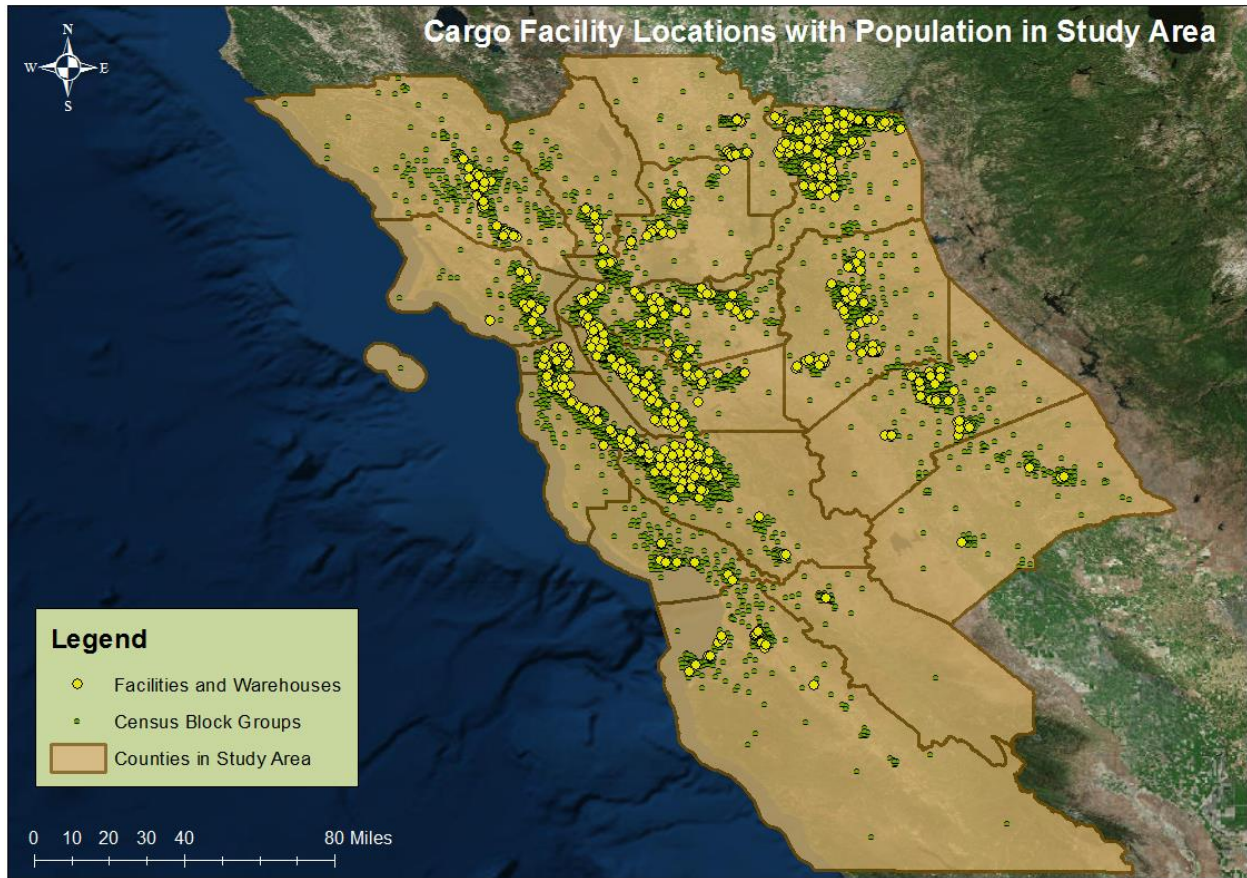 Cargo Facility Locations with Population in Study Area
N
W E
S
Legend
Facilities and Warehouses
Census Block Groups
Counties in Study Area
0 10 20 30 40 80 Miles